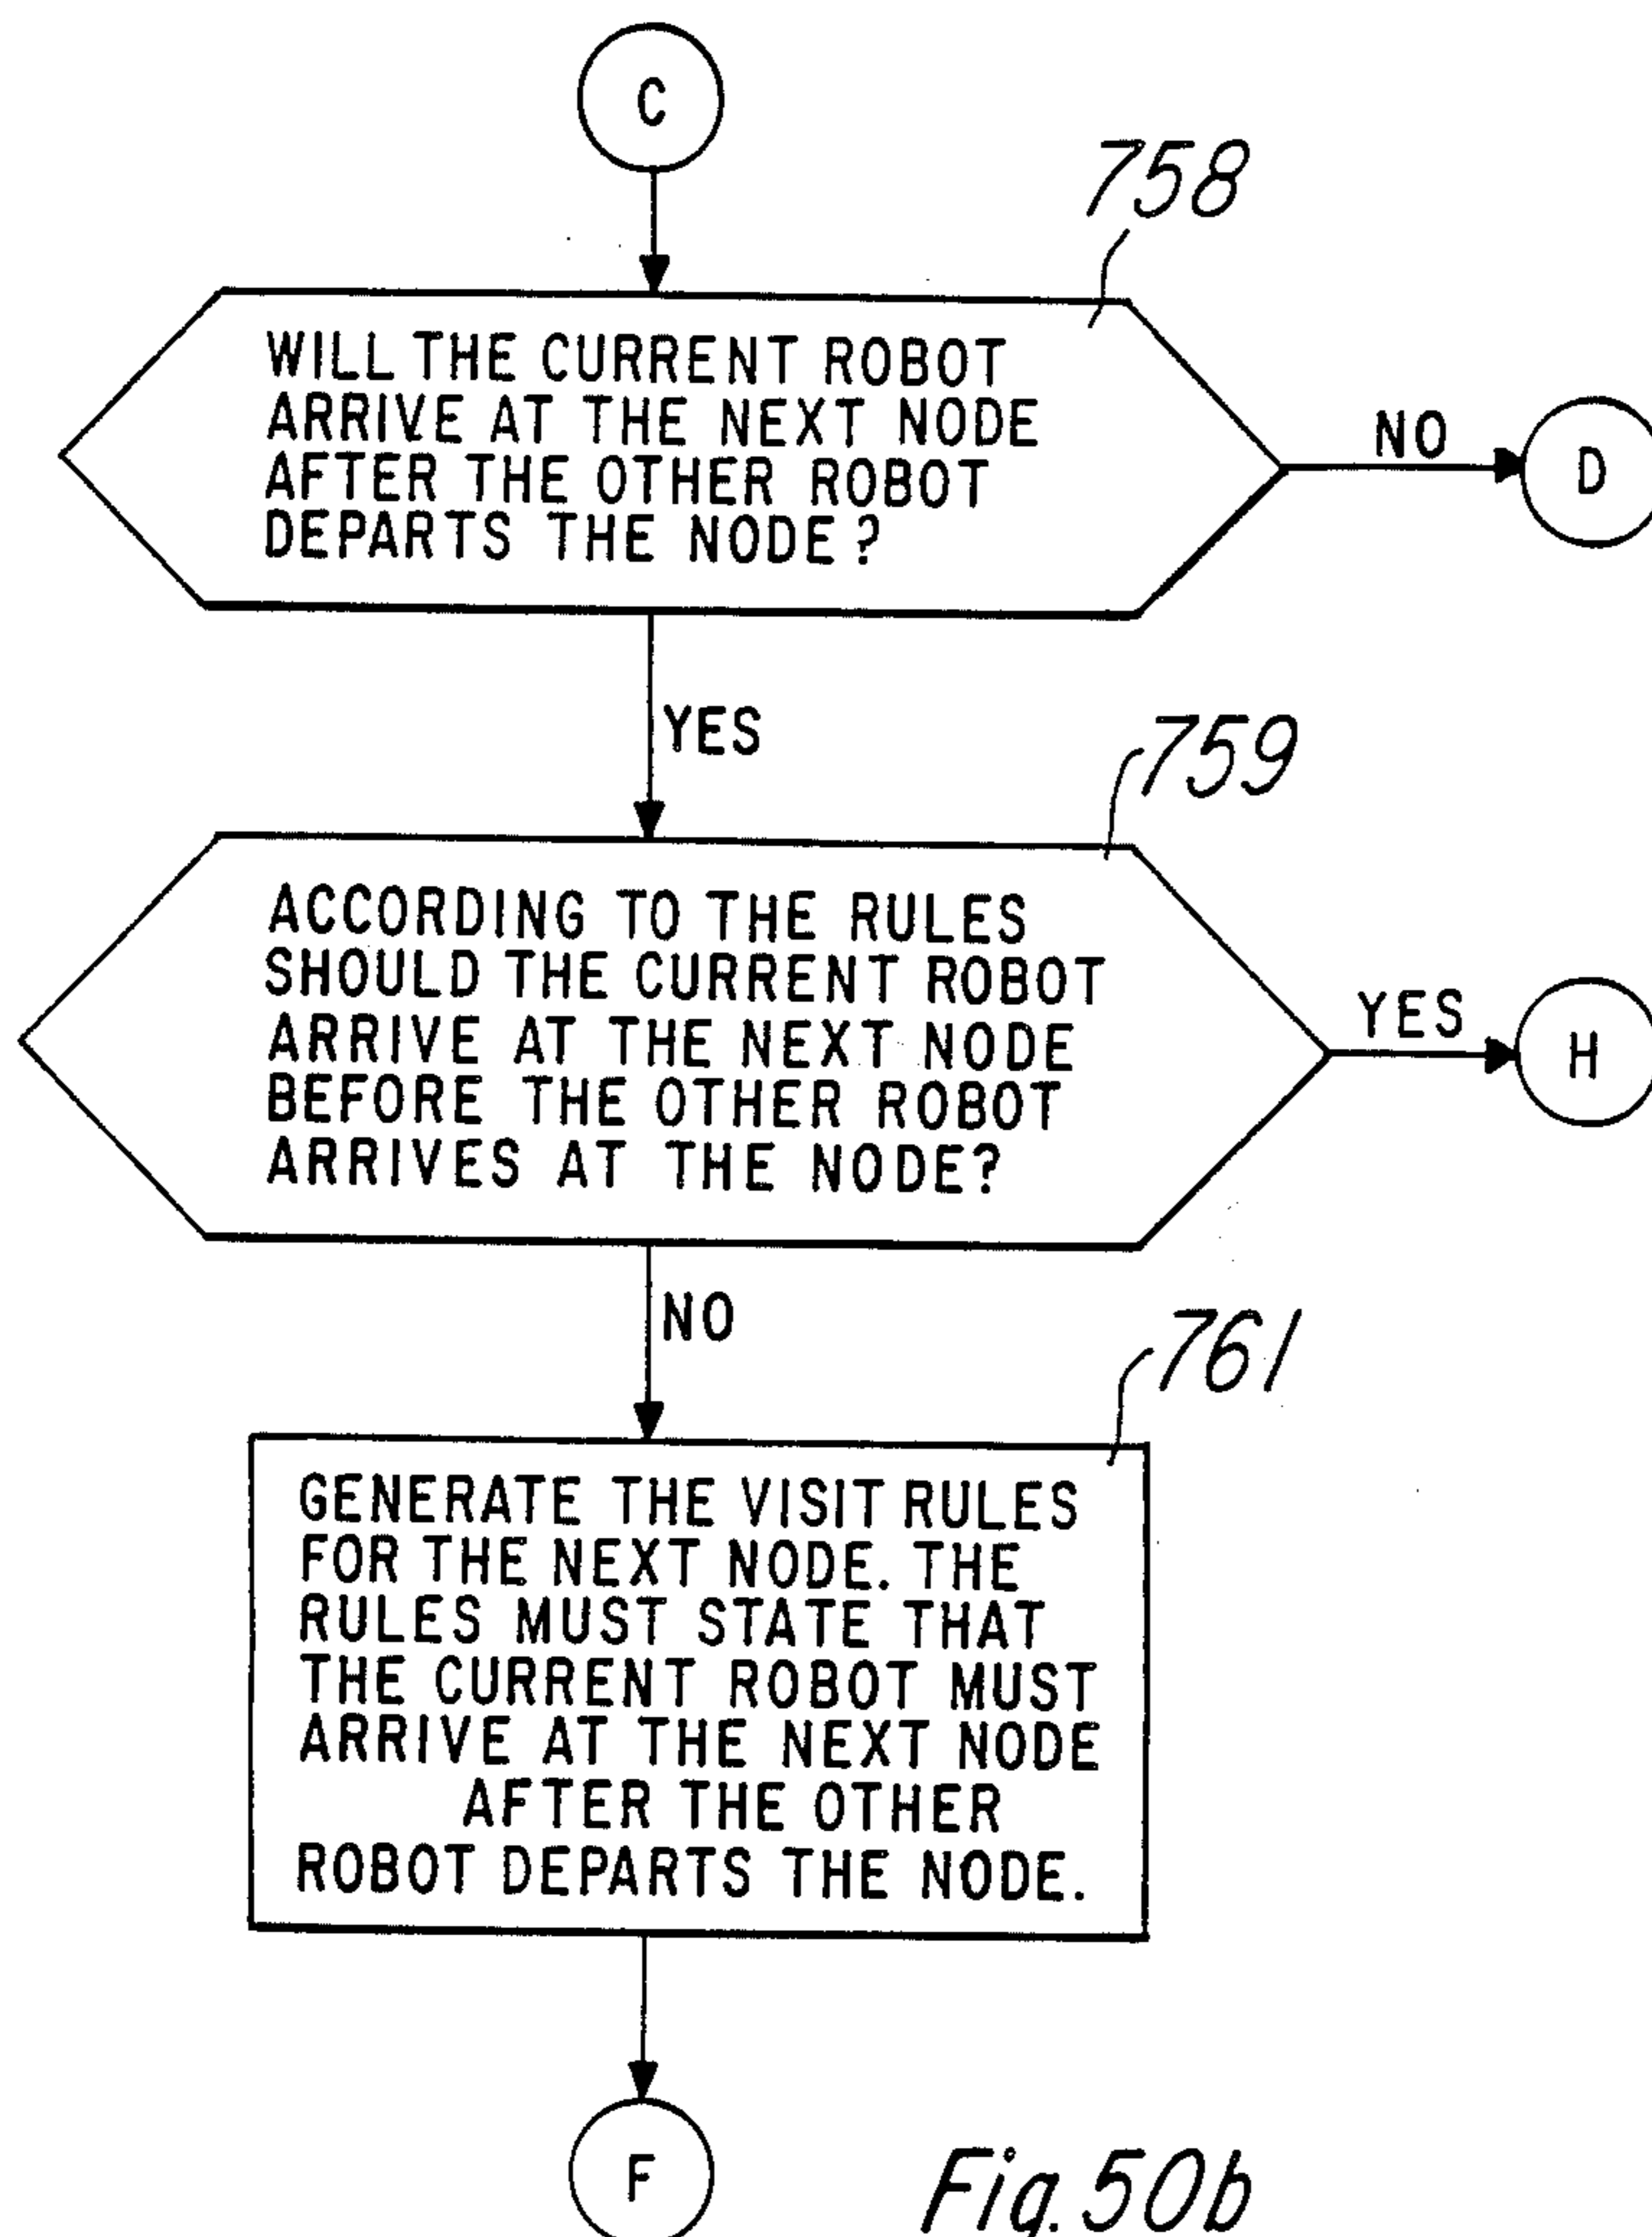 C
758
WILL THE CURRENT ROBOT
ARRIVE AT THE NEXT NODE
AFTER THE OTHER ROBOT
DEPARTS THE NODE?
NO
D
YES
759
ACCORDING TO THE RULES
SHOULD THE CURRENT ROBOT
ARRIVE AT THE NEXT NODE
BEFORE THE OTHER ROBOT
ARRIVES AT THE NODE?
YES
H
NO
761
GENERATE THE VISIT RULES
FOR THE NEXT NODE. THE
RULES MUST STATE THAT
THE CURRENT ROBOT MUST
ARRIVE AT THE NEXT NODE
AFTER THE OTHER
ROBOT DEPARTS THE NODE.
F
Fig. 50b